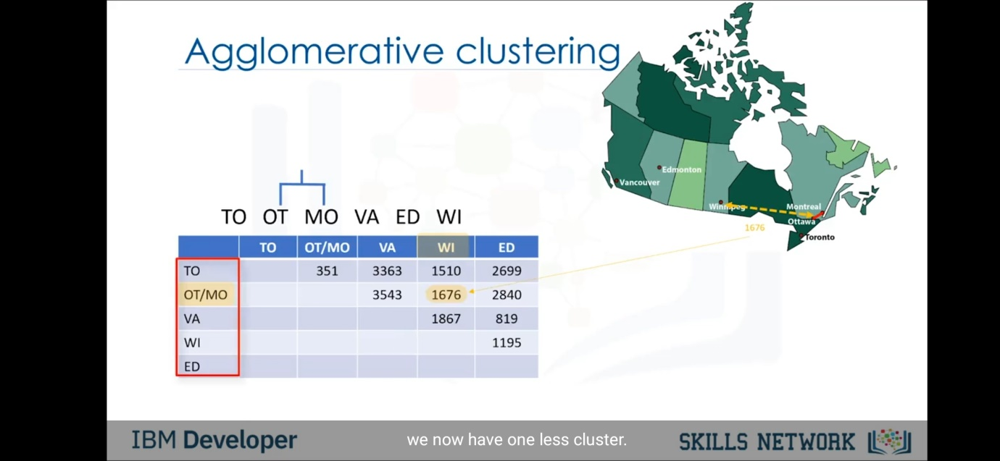 Agglomerative clustering
Edmonton
Vancouver
Winnipeg
Montreal
Ottawa
1676
Toronto
TO OT MO VA ED WI
TO OT/MO VA WI ED
TO 351 3363 1510 2699
OT/MO 3543 1676 2840
VA 1867 819
WI 1195
ED
IBM Developer
we now have one less cluster.
SKILLS NETWORK